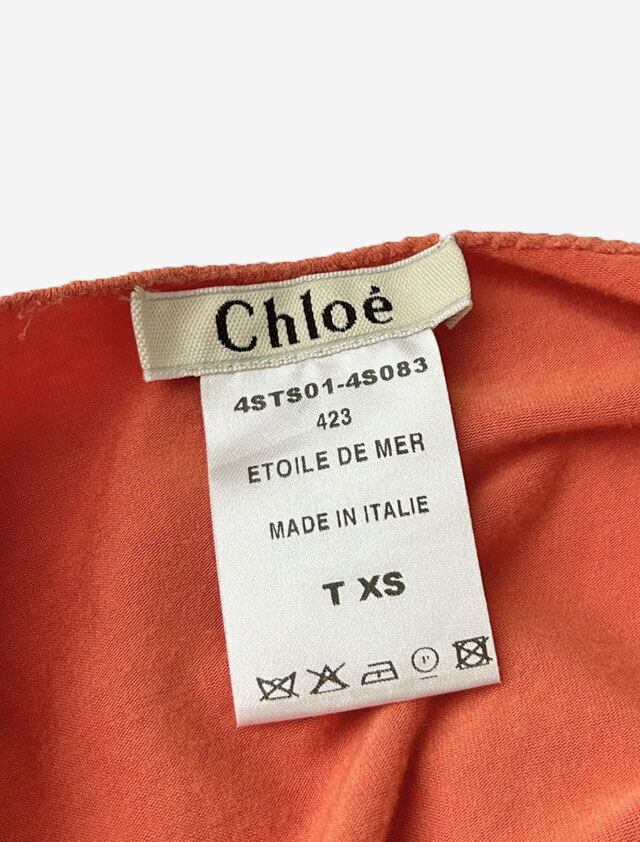 Chloé
4STS01-4S083
423
ETOILE DE MER
MADE IN ITALIE
T XS
P